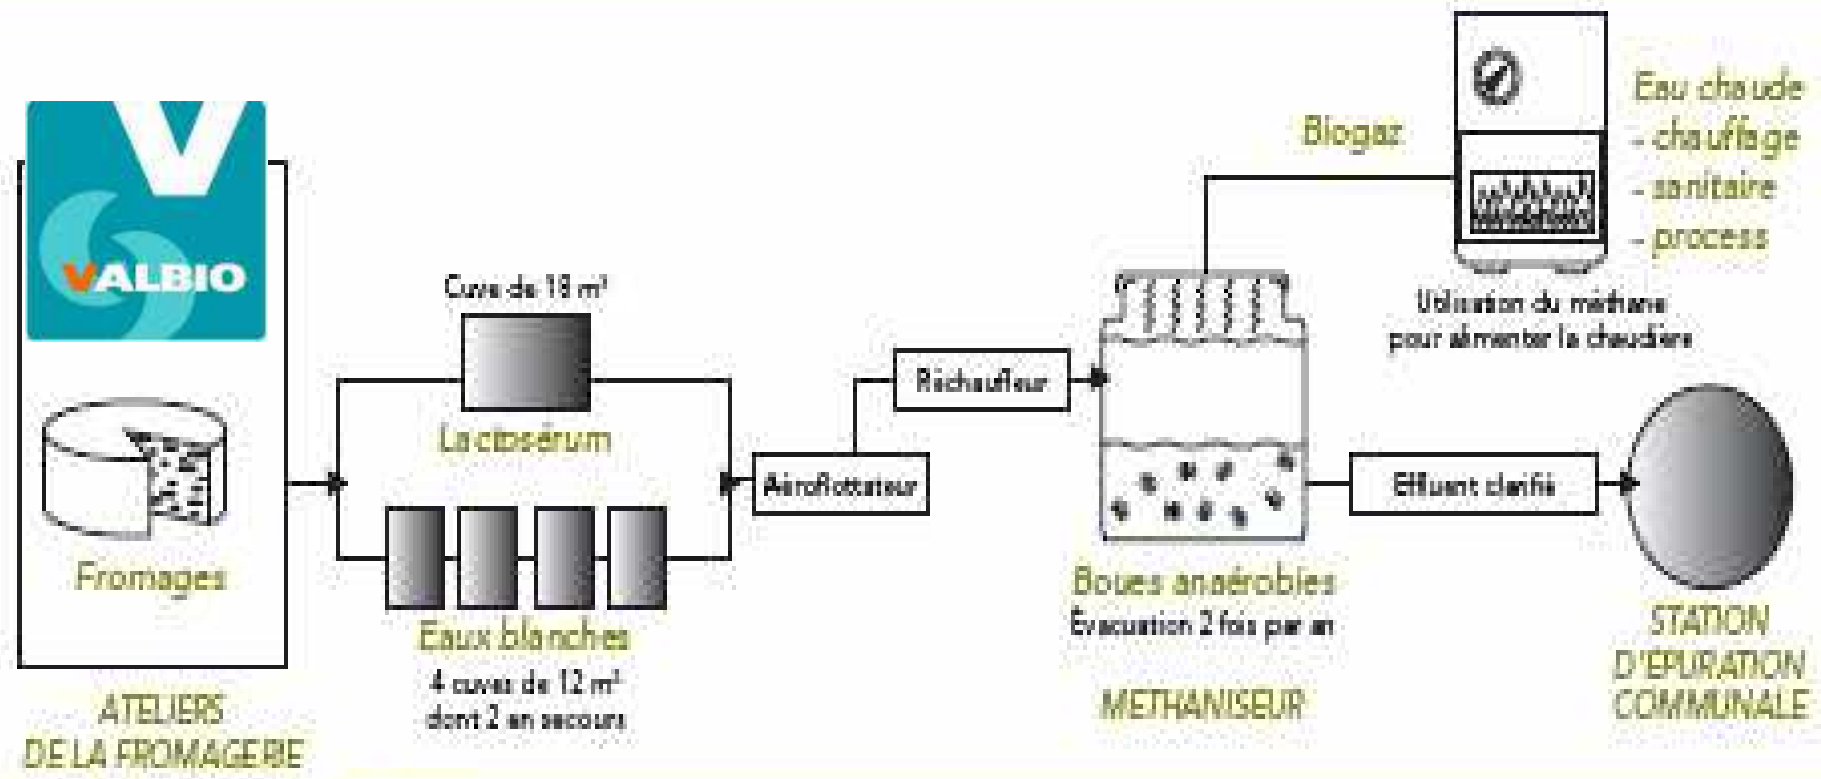 V
VALBIO
Fromages
ATELIERS
DE LA FROMAGERIE
Cuve de 18 m³
Lactosérum
Eaux blanches
4 cuves de 12 m³
dont 2 en secours
Aéroflottateur
Réchauffeur
Biogaz
Eau chaude
- chauffage
- sanitaire
- process
Utilisation du méthane
pour alimenter la chaudière
Boues anaérobies
Évacuation 2 fois par an
METHANISEUR
Effluent clarifié
STATION
D'EPURATION
COMMUNALE